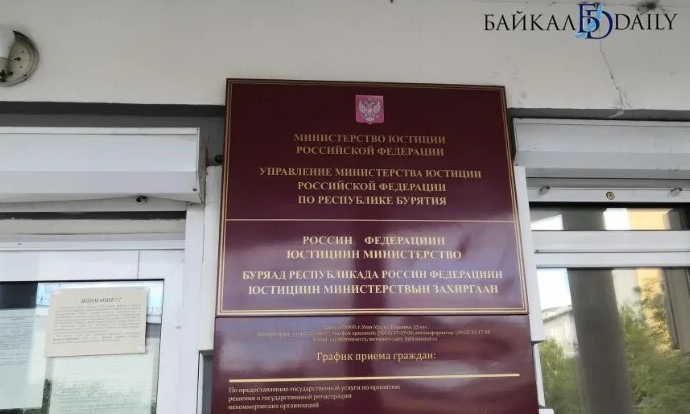 БАЙКАЛ DAILY
МИНИСТЕРСТВО ЮСТИЦИИ
РОССИЙСКОЙ ФЕДЕРАЦИИ
УПРАВЛЕНИЕ МИНИСТЕРСТВА ЮСТИЦИИ
РОССИЙСКОЙ ФЕДЕРАЦИИ
ПО РЕСПУБЛИКЕ БУРЯТИЯ
РОССИН ФЕДЕРАЦИИН
ЮСТИЦИИН МИНИСТЕРСТВО
БУРЯАД РЕСПУБЛИКАДА РОССИН ФЕДЕРАЦИИН
ЮСТИЦИИН МИНИСТЕРСТВЫН ЗАХИРГААН
График приема граждан:
По предоставлению государственной услуги по принятию
решения о государственной регистрации
некоммерческих организаций
ВНИМАНИЕ!!!